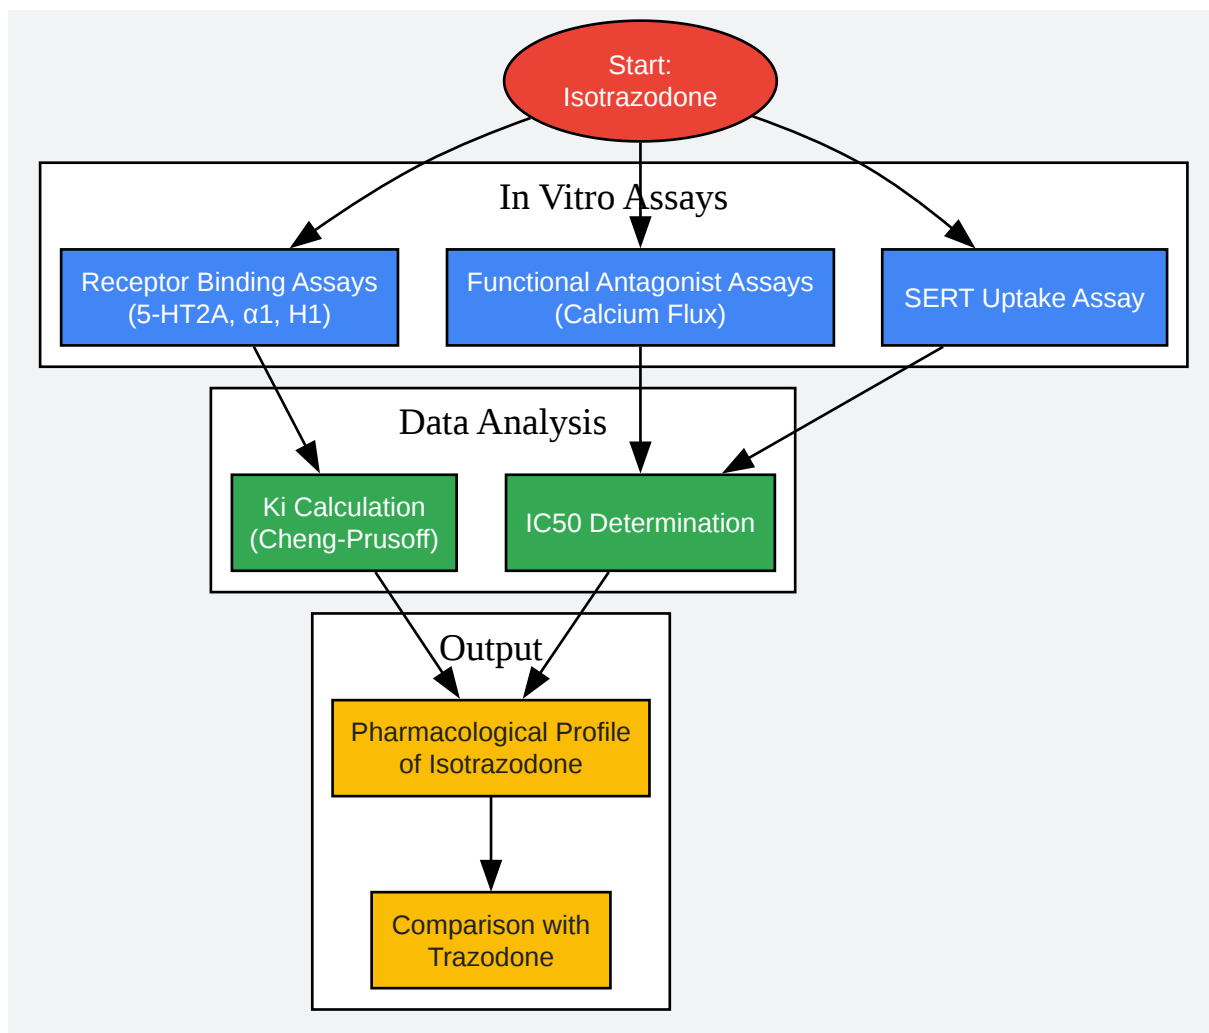 Start:
Isotrazodone
In Vitro Assays
Receptor Binding Assays
(5-HT2A, α1, H1)
Functional Antagonist Assays
(Calcium Flux)
SERT Uptake Assay
Data Analysis
Ki Calculation
(Cheng-Prusoff)
IC50 Determination
Output
Pharmacological Profile
of Isotrazodone
Comparison with
Trazodone